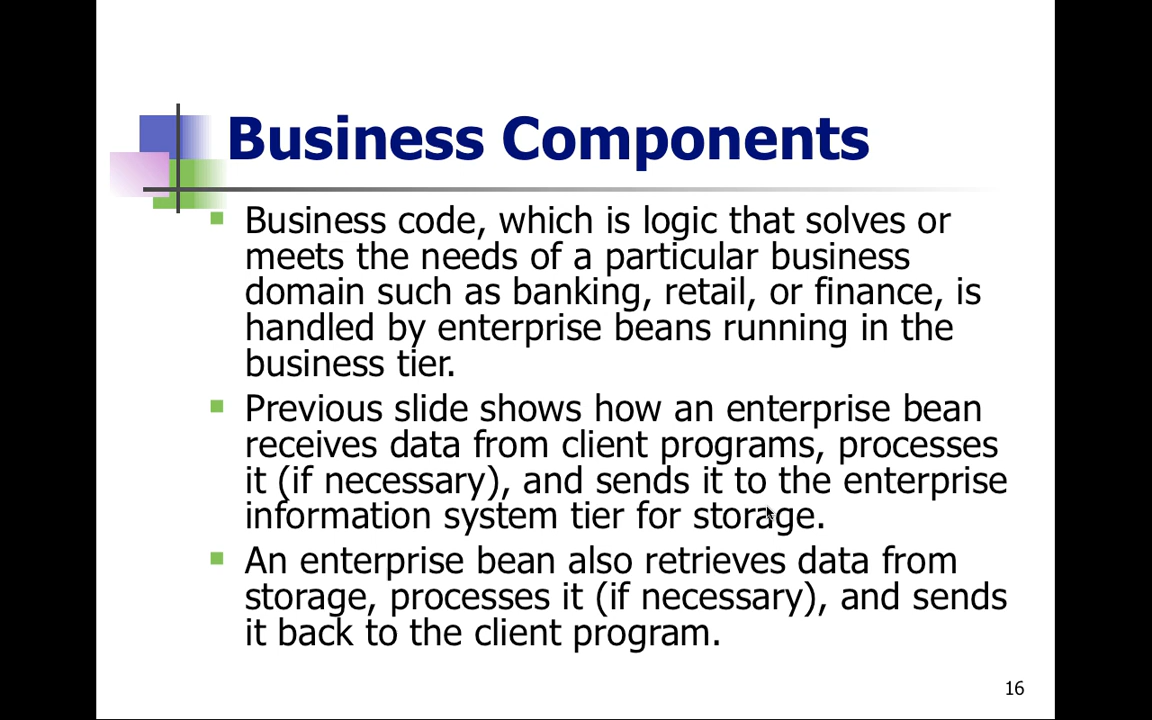 Business Components
Business code, which is logic that solves or
meets the needs of a particular business
domain such as banking, retail, or finance, is
handled by enterprise beans running in the
business tier.
Previous slide shows how an enterprise bean
receives data from client programs, processes
it (if necessary), and sends it to the enterprise
information system tier for storage.
An enterprise bean also retrieves data from
storage, processes it (if necessary), and sends
it back to the client program.
16